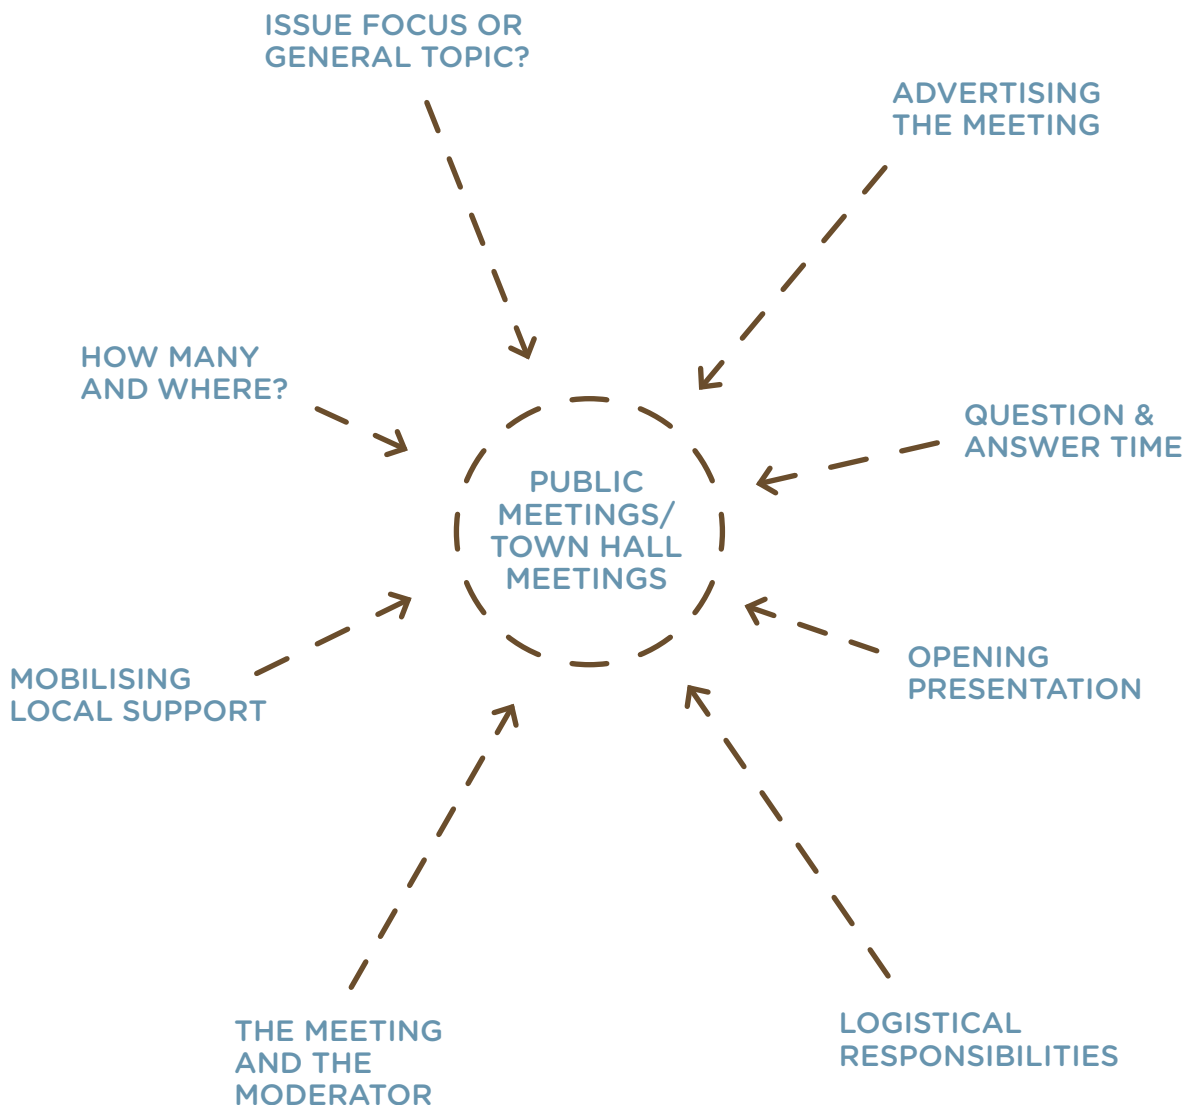 ISSUE FOCUS OR
GENERAL TOPIC?
ADVERTISING
THE MEETING
HOW MANY
AND WHERE?
QUESTION &
ANSWER TIME
PUBLIC
MEETINGS/
TOWN HALL
MEETINGS
MOBILISING
LOCAL SUPPORT
OPENING
PRESENTATION
THE MEETING
AND THE
MODERATOR
LOGISTICAL
RESPONSIBILITIES